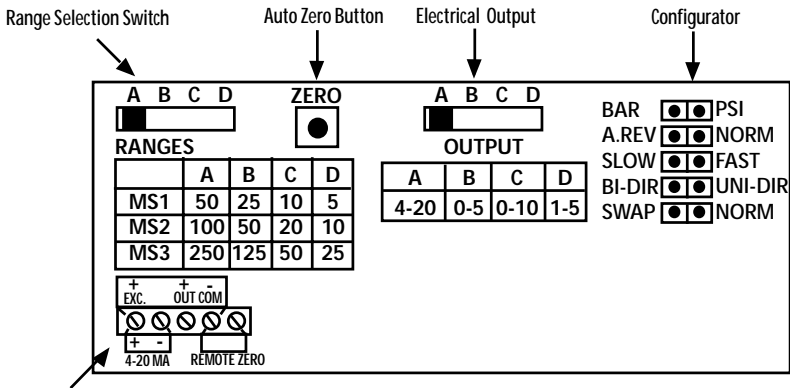 Range Selection Switch
Auto Zero Button
Electrical Output
Configurator
A B C D
ZERO
A B C D
BAR PSI
A.REV NORM
SLOW FAST
BI-DIR UNI-DIR
SWAP NORM
RANGES
A B C D
MS1 50 25 10 5
MS2 100 50 20 10
MS3 250 125 50 25
OUTPUT
A B C D
4-20 0-5 0-10 1-5
+ + -
EXC. OUT COM
+ -
4-20 MA REMOTE ZERO